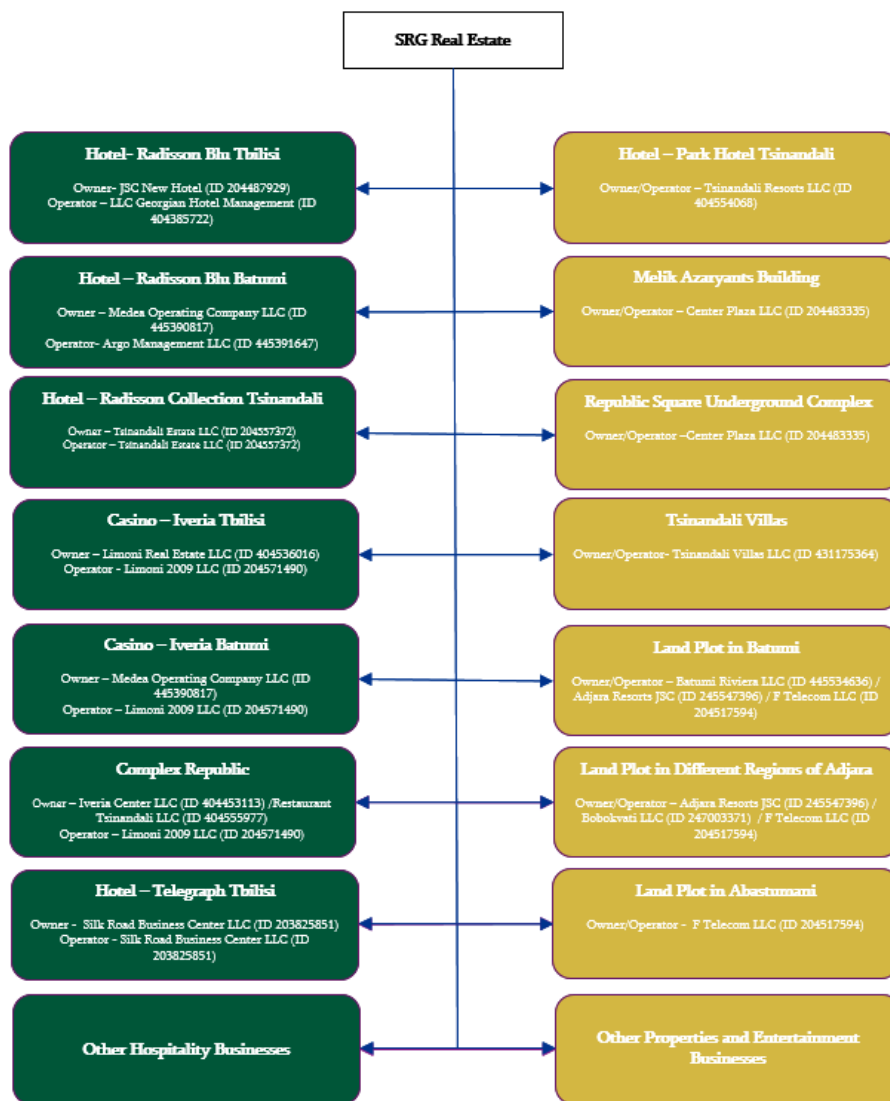 SRG Real Estate
Hotel- Radisson Blu Tbilisi
Owner- JSC New Hotel (ID 204487929)
Operator – LLC Georgian Hotel Management (ID
404385722)
Hotel – Park Hotel Tsinandali
Owner/Operator – Tsinandali Resorts LLC (ID
404554068)
Hotel – Radisson Blu Batumi
Owner – Medea Operating Company LLC (ID
445390817)
Operator- Argo Management LLC (ID 445391647)
Melik Azaryants Building
Owner/Operator – Center Plaza LLC (ID 204483335)
Hotel – Radisson Collection Tsinandali
Owner – Tsinandali Estate LLC (ID 204557372)
Operator – Tsinandali Estate LLC (ID 204557372)
Republic Square Underground Complex
Owner/Operator –Center Plaza LLC (ID 204483335)
Casino – Iveria Tbilisi
Owner – Limoni Real Estate LLC (ID 404536016)
Operator - Limoni 2009 LLC (ID 204571490)
Tsinandali Villas
Owner/Operator- Tsinandali Villas LLC (ID 431175364)
Casino – Iveria Batumi
Owner – Medea Operating Company LLC (ID
445390817)
Operator – Limoni 2009 LLC (ID 204571490)
Land Plot in Batumi
Owner/Operator – Batumi Riviera LLC (ID 445534636) /
Adjara Resorts JSC (ID 245547396) / F Telecom LLC (ID
204517594)
Complex Republic
Owner – Iveria Center LLC (ID 404453113) /Restaurant
Tsinandali LLC (ID 404555977)
Operator – Limoni 2009 LLC (ID 204571490)
Land Plot in Different Regions of Adjara
Owner/Operator – Adjara Resorts JSC (ID 245547396) /
Bobokvati LLC (ID 247003371) / F Telecom LLC (ID
204517594)
Hotel – Telegraph Tbilisi
Owner - Silk Road Business Center LLC (ID 203825851)
Operator - Silk Road Business Center LLC (ID
203825851)
Land Plot in Abastumani
Owner/Operator - F Telecom LLC (ID 204517594)
Other Hospitality Businesses
Other Properties and Entertainment
Businesses